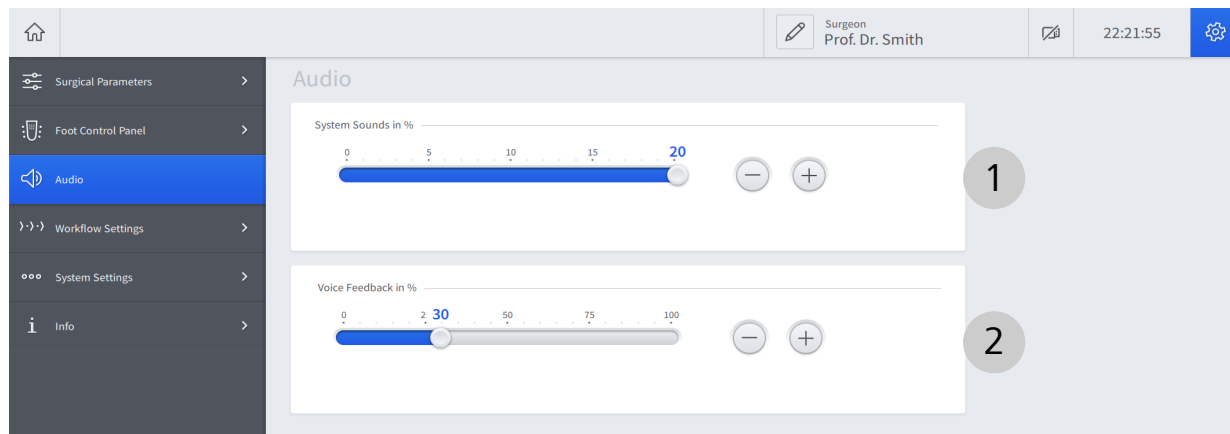 Surgeon
Prof. Dr. Smith
22:21:55
Surgical Parameters
Foot Control Panel
Audio
Workflow Settings
System Settings
i Info
Audio
System Sounds in %
0 5 10 15 20
1
Voice Feedback in %
0 2 30 50 75 100
2